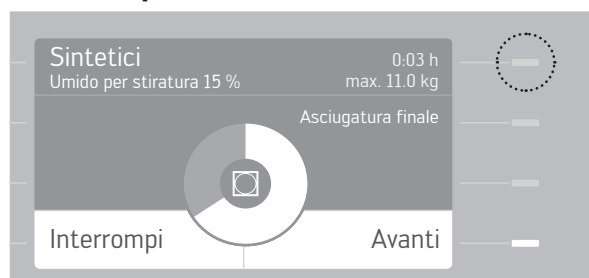 Sintetici 0:03 h
Umido per stiratura 15 % max. 11.0 kg
Asciugatura finale
Interrompi Avanti